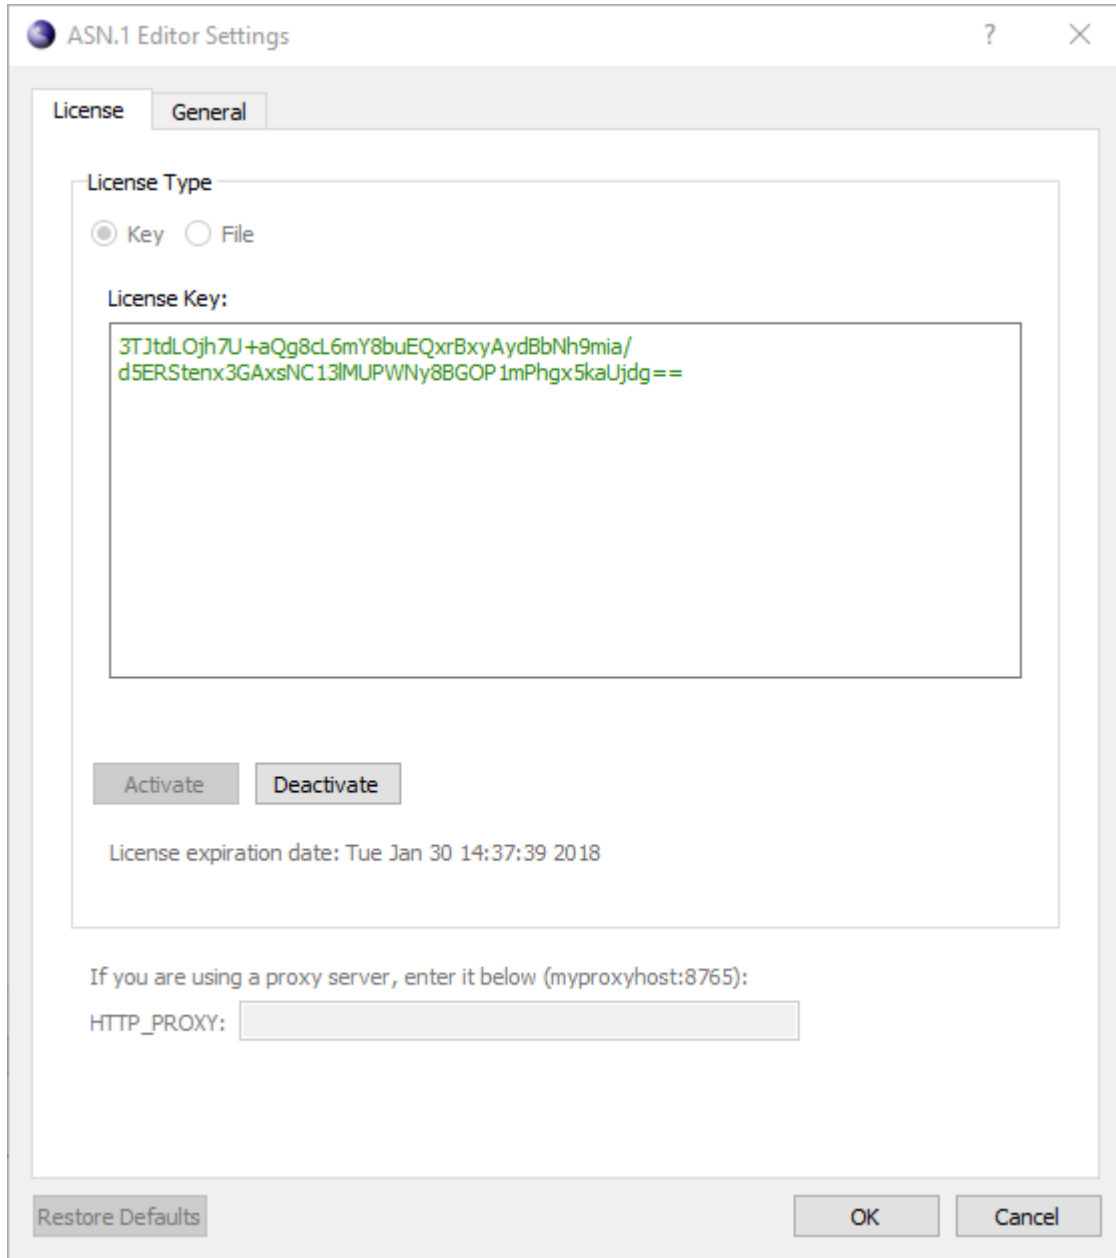 ASN.1 Editor Settings
License General
License Type
Key File
License Key:
3TJtdLOjh7U+aQg8cL6mY8buEQxrBxyAydBbNh9mia/
d5ERStenx3GAxsNC13lMUPWNy8BGOP1mPhgx5kaUjdg==
Activate Deactivate
License expiration date: Tue Jan 30 14:37:39 2018
If you are using a proxy server, enter it below (myproxyhost:8765):
HTTP_PROXY:
Restore Defaults OK Cancel